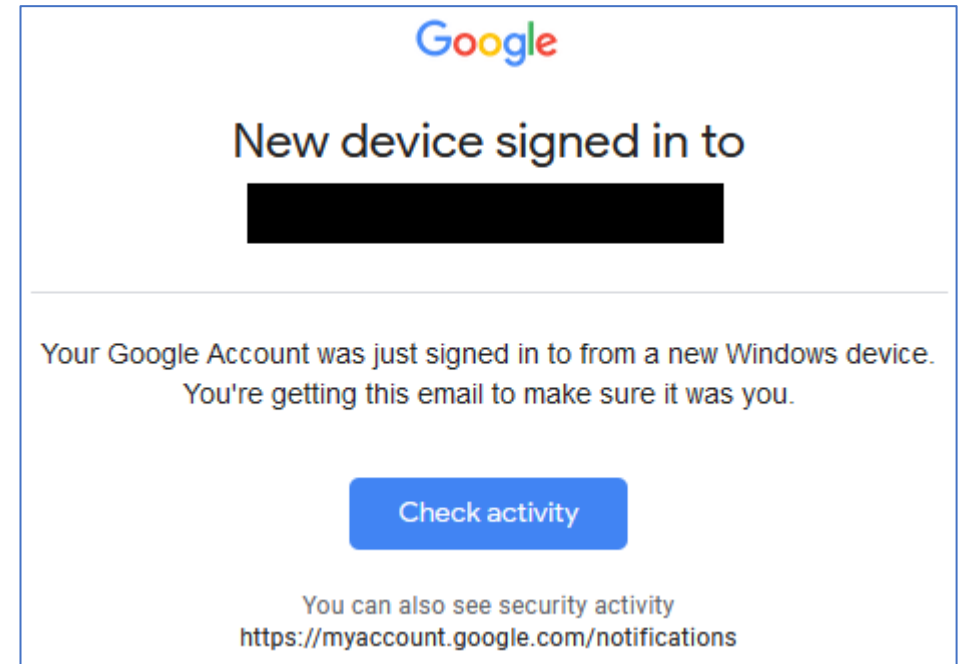 Google
New device signed in to
Your Google Account was just signed in to from a new Windows device.
You're getting this email to make sure it was you.
Check activity
You can also see security activity
https://myaccount.google.com/notifications